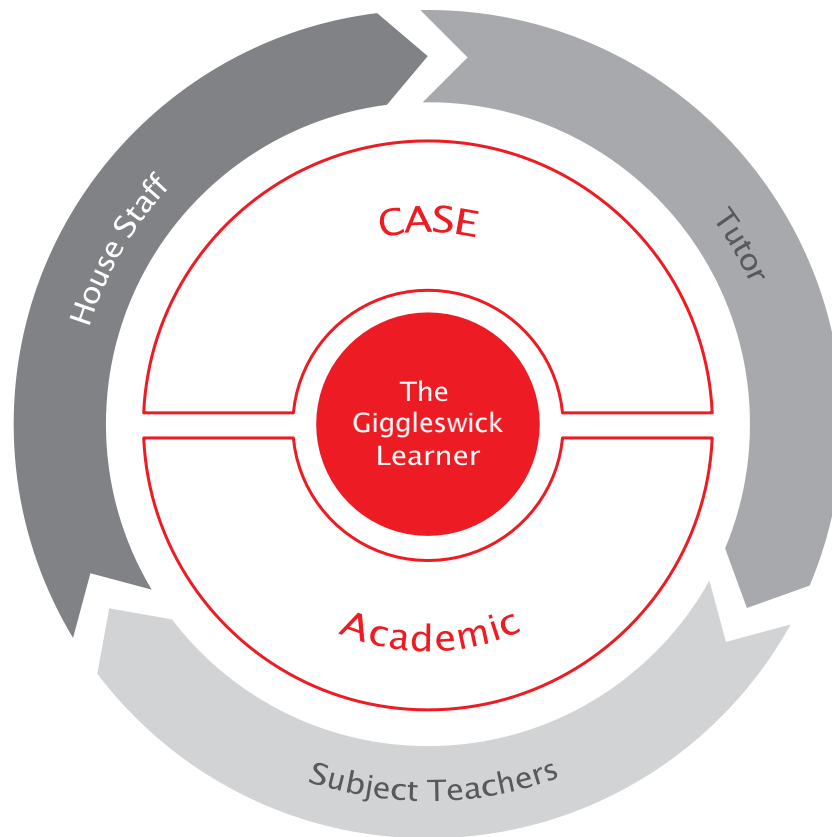 CASE
House Staff
Tutor
The
Giggleswick
Learner
Academic
Subject Teachers